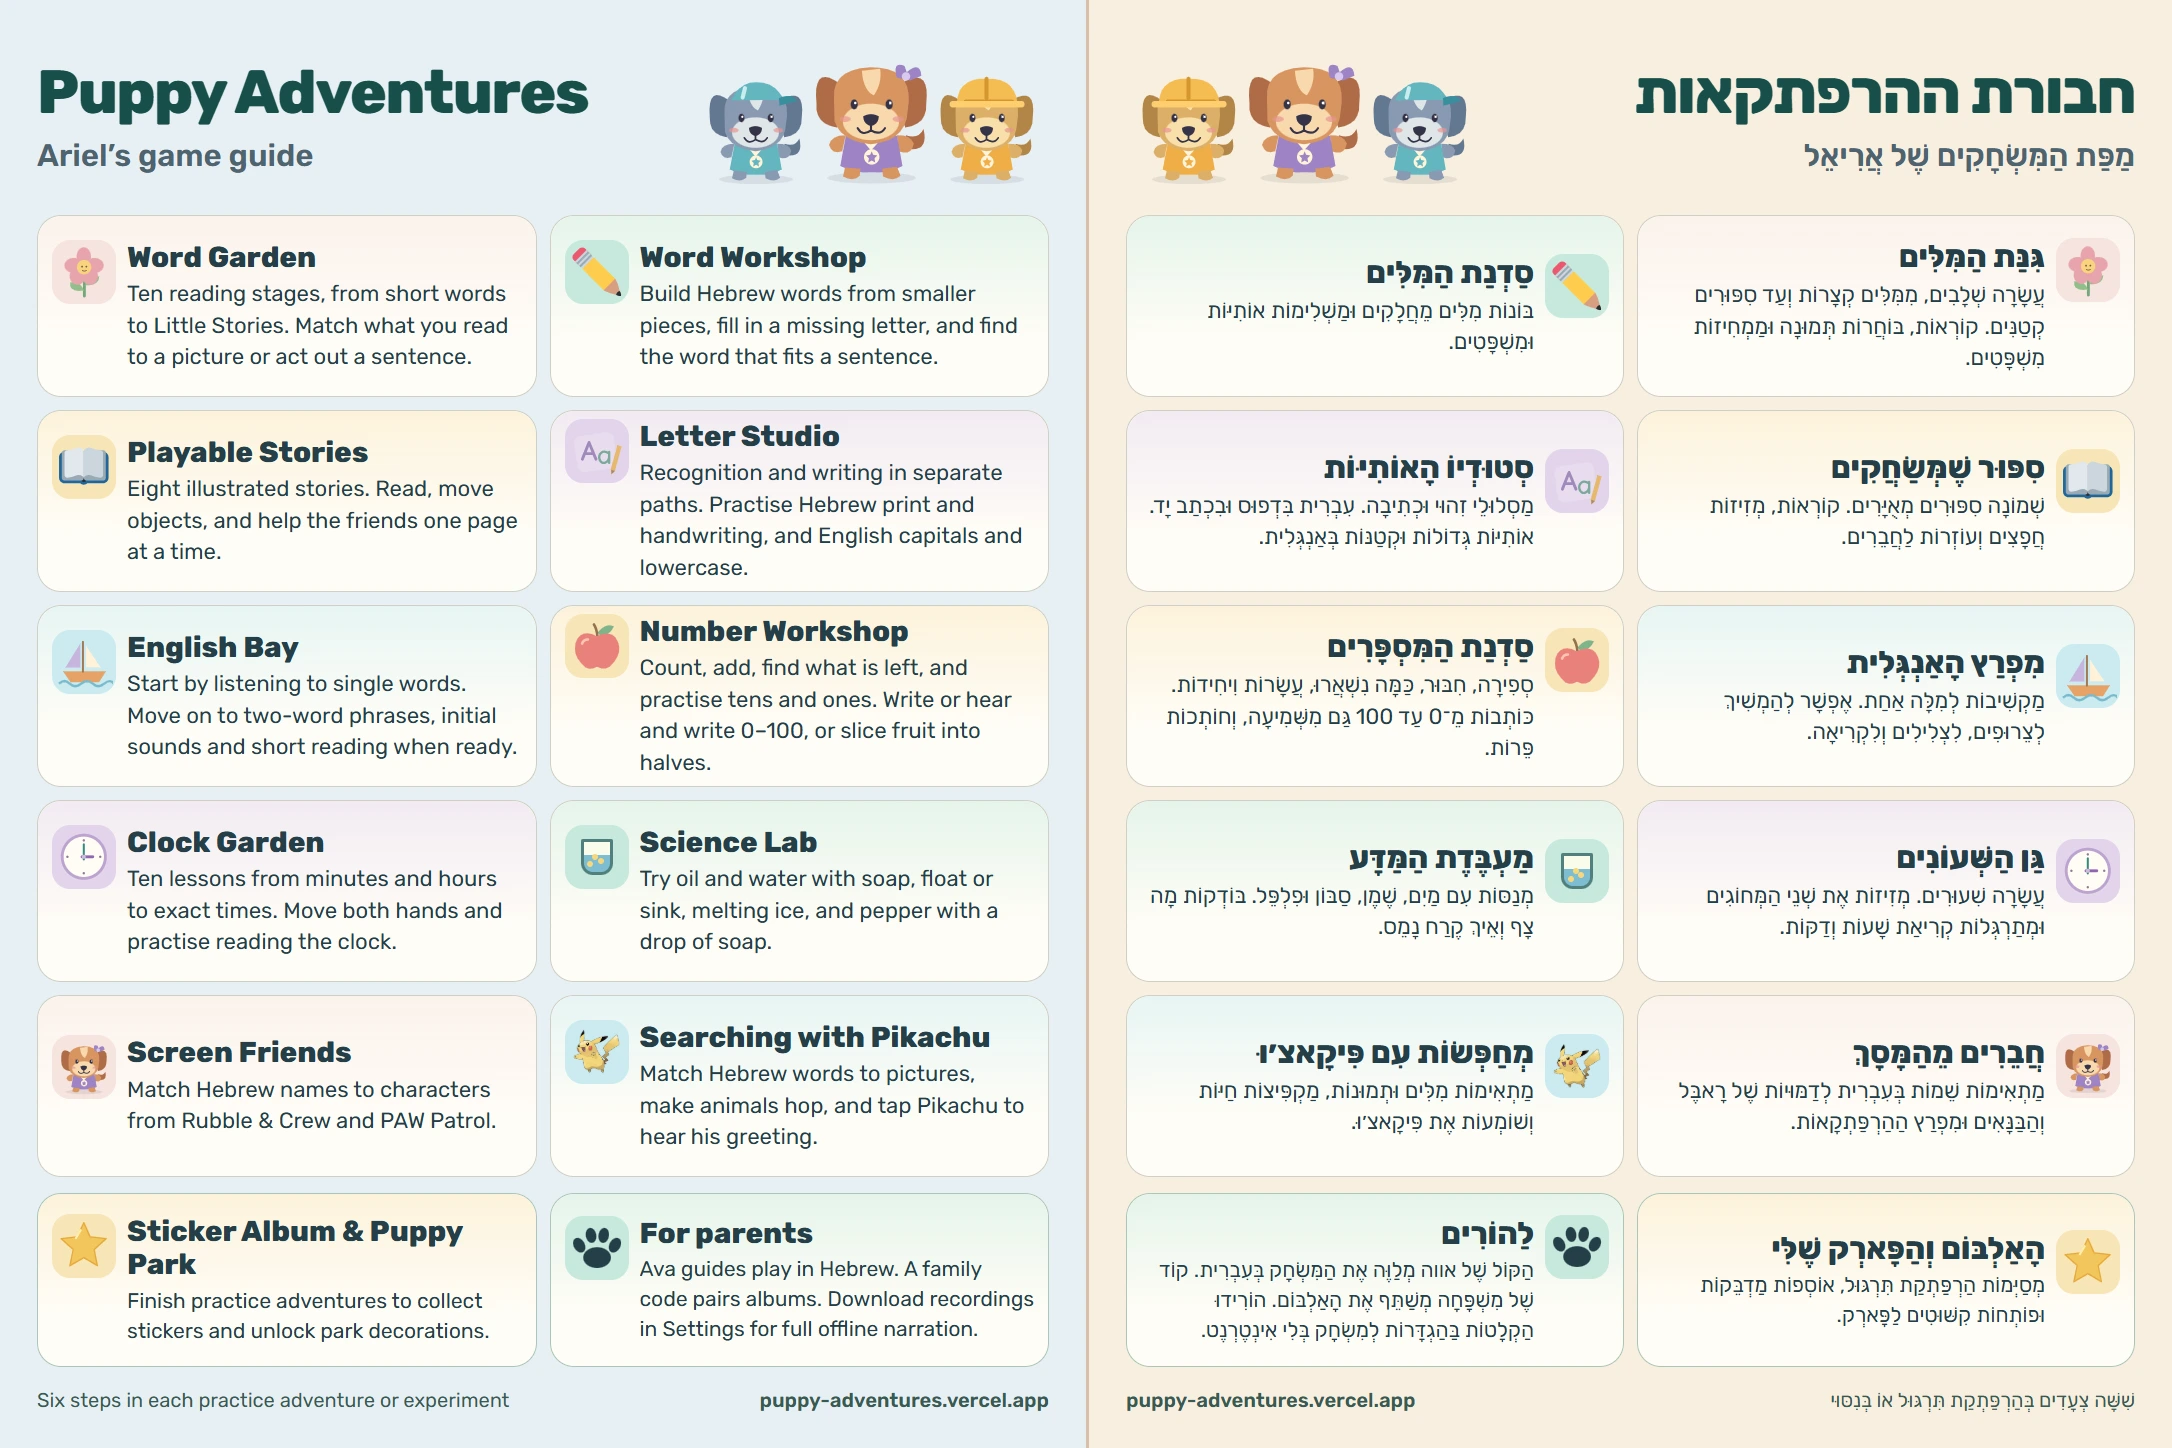 Puppy Adventures
Ariel’s game guide
Word Garden
Ten reading stages, from short words
to Little Stories. Match what you read
to a picture or act out a sentence.
Word Workshop
Build Hebrew words from smaller
pieces, fill in a missing letter, and find
the word that fits a sentence.
Playable Stories
Eight illustrated stories. Read, move
objects, and help the friends one page
at a time.
Aa
Letter Studio
Recognition and writing in separate
paths. Practise Hebrew print and
handwriting, and English capitals and
lowercase.
English Bay
Start by listening to single words.
Move on to two-word phrases, initial
sounds and short reading when ready.
Number Workshop
Count, add, find what is left, and
practise tens and ones. Write or hear
and write 0–100, or slice fruit into
halves.
Clock Garden
Ten lessons from minutes and hours
to exact times. Move both hands and
practise reading the clock.
Science Lab
Try oil and water with soap, float or
sink, melting ice, and pepper with a
drop of soap.
Screen Friends
Match Hebrew names to characters
from Rubble & Crew and PAW Patrol.
Searching with Pikachu
Match Hebrew words to pictures,
make animals hop, and tap Pikachu to
hear his greeting.
Sticker Album & Puppy
Park
Finish practice adventures to collect
stickers and unlock park decorations.
For parents
Ava guides play in Hebrew. A family
code pairs albums. Download recordings
in Settings for full offline narration.
Six steps in each practice adventure or experiment
puppy-adventures.vercel.app
חבורת ההרפתקאות
מַפַּת הַמִּשְׂחָקִים שֶׁל אֲרִיאֵל
גִּנַּת הַמִּלִּים
עֲשָׂרָה שְׁלָבִים, מִמִּלִּים קְצָרוֹת וְעַד סִפּוּרִים
קְטַנִּים. קוֹרְאוֹת, בּוֹחֲרוֹת תְּמוּנָה וּמַמְחִיזוֹת
מִשְׁפָּטִים.
סַדְנַת הַמִּלִּים
בּוֹנוֹת מִלִּים מֵחֲלָקִים וּמַשְׁלִימוֹת אוֹתִיּוֹת
וּמִשְׁפָּטִים.
סִפּוּר שֶׁמְּשַׂחֲקִים
שְׁמוֹנָה סִפּוּרִים מְאֻיָּרִים. קוֹרְאוֹת, מְזִיזוֹת
חֲפָצִים וְעוֹזְרוֹת לַחֲבֵרִים.
Aa
סְטוּדְיוֹ הָאוֹתִיּוֹת
מַסְלוּלֵי זִהוּי וּכְתִיבָה. עִבְרִית בִּדְפוּס וּבִכְתַב יָד.
אוֹתִיּוֹת גְּדוֹלוֹת וּקְטַנּוֹת בְּאַנְגְּלִית.
מִפְרַץ הָאַנְגְּלִית
מַקְשִׁיבוֹת לְמִלָּה אַחַת. אֶפְשָׁר לְהַמְשִׁיךְ
לְצֵרוּפִים, לִצְלִילִים וְלִקְרִיאָה.
סַדְנַת הַמִּסְפָּרִים
סְפִירָה, חִבּוּר, כַּמָּה נִשְׁאֲרוּ, עֲשָׂרוֹת וִיחִידוֹת.
כּוֹתְבוֹת מֵ־0 עַד 100 גַּם מִשְּׁמִיעָה, וְחוֹתְכוֹת
פֵּרוֹת.
גַּן הַשְּׁעוֹנִים
עֲשָׂרָה שִׁעוּרִים. מְזִיזוֹת אֶת שְׁנֵי הַמְּחוֹגִים
וּמְתַרְגְּלוֹת קְרִיאַת שָׁעוֹת וְדַקּוֹת.
מַעְבֶּדֶת הַמַּדָּע
מְנַסּוֹת עִם מַיִם, שֶׁמֶן, סַבּוֹן וּפִלְפֵּל. בּוֹדְקוֹת מָה
צָף וְאֵיךְ קֶרַח נָמֵס.
חֲבֵרִים מֵהַמָּסָךְ
מַתְאִימוֹת שֵׁמוֹת בְּעִבְרִית לְדַמּוּיוֹת שֶׁל רָאבֶּל
וְהַבַּנָּאִים וּמִפְרַץ הַהַרְפַּתְקָאוֹת.
מְחַפְּשׂוֹת עִם פִּיקָאצ׳וּ
מַתְאִימוֹת מִלִּים וּתְמוּנוֹת, מַקְפִּיצוֹת חַיּוֹת
וְשׁוֹמְעוֹת אֶת פִּיקָאצ׳וּ.
הָאַלְבּוֹם וְהַפָּארְק שֶׁלִּי
מְסַיְּמוֹת הַרְפַּתְקַת תִּרְגּוּל, אוֹסְפוֹת מַדְבֵּקוֹת
וּפוֹתְחוֹת קִשּׁוּטִים לַפָּארְק.
לַהוֹרִים
הַקּוֹל שֶׁל אווה מְלַוֶּה אֶת הַמִּשְׂחָק בְּעִבְרִית. קוֹד
שֶׁל מִשְׁפָּחָה מְשַׁתֵּף אֶת הָאַלְבּוֹם. הוֹרִידוּ
הַקְלָטוֹת בַּהַגְדָּרוֹת לְמִשְׂחָק בְּלִי אִינְטֶרְנֶט.
שִׁשָּׁה צְעָדִים בְּהַרְפַּתְקַת תִּרְגּוּל אוֹ בְּנִסּוּי
puppy-adventures.vercel.app